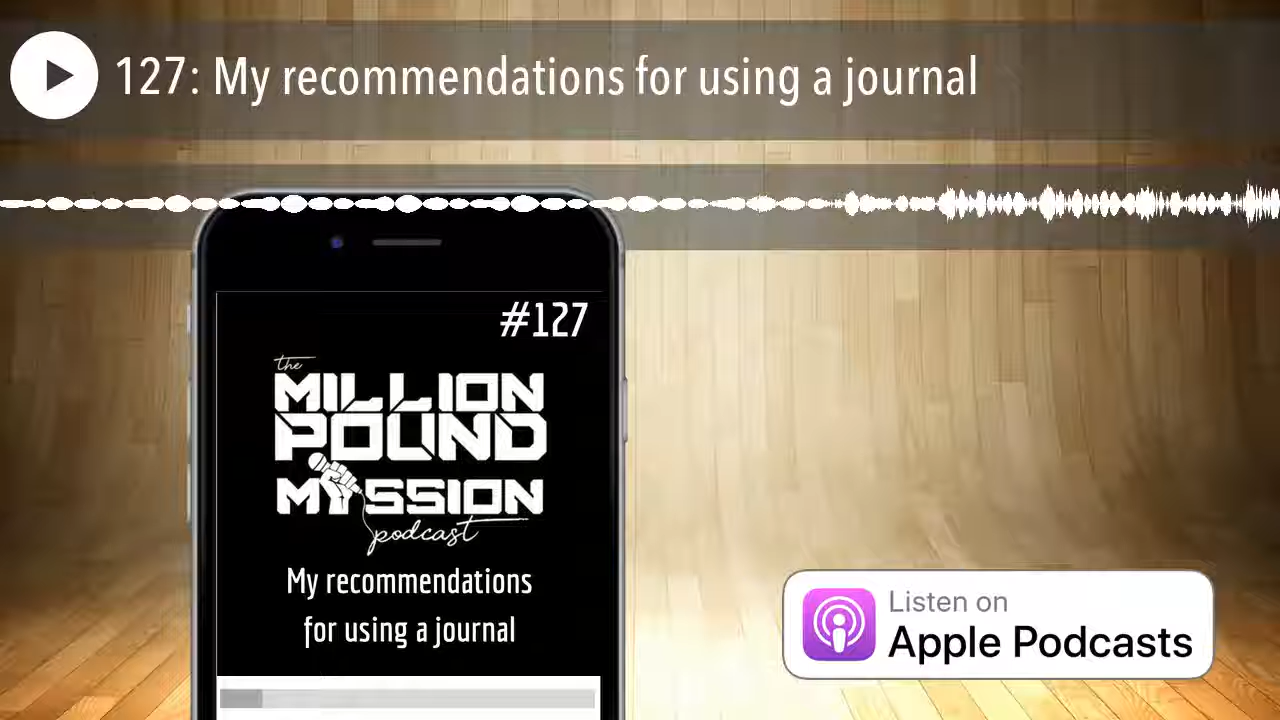 127: My recommendations for using a journal
#127
the
MILLION
POUND
MYSSION
podcast
My recommendations
for using a journal
Listen on
Apple Podcasts